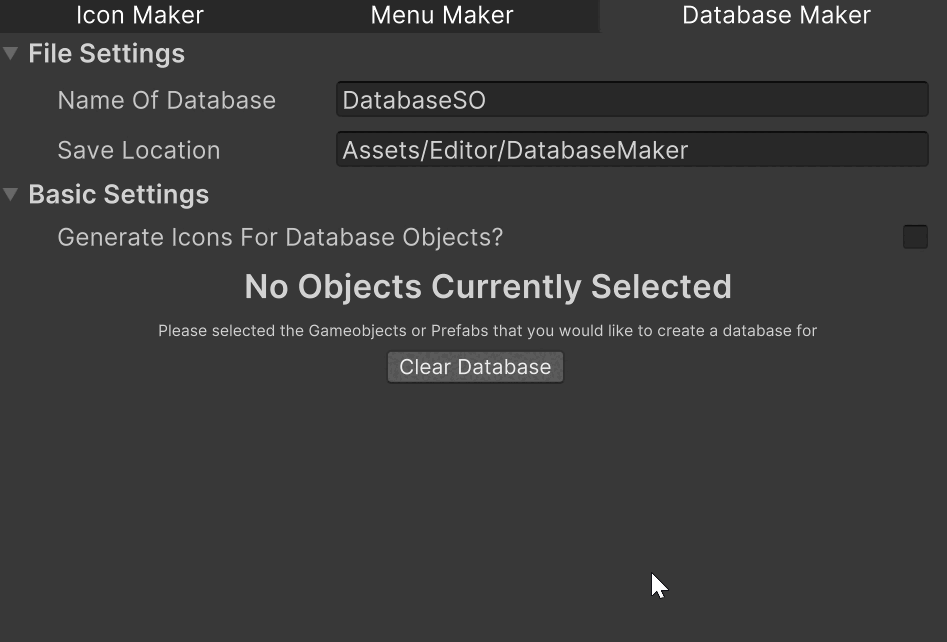 Icon Maker Menu Maker Database Maker
File Settings
Name Of Database DatabaseSO
Save Location Assets/Editor/DatabaseMaker
Basic Settings
Generate Icons For Database Objects?
No Objects Currently Selected
Please selected the Gameobjects or Prefabs that you would like to create a database for
Clear Database